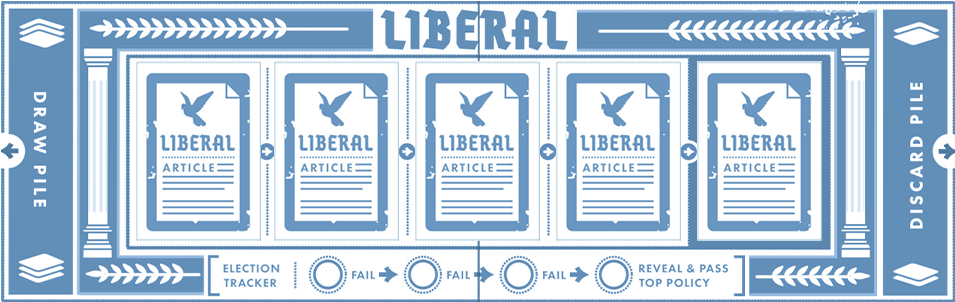 LIBERAL
DRAW PILE
LIBERAL
ARTICLE
LIBERAL
ARTICLE
LIBERAL
ARTICLE
LIBERAL
ARTICLE
LIBERAL
ARTICLE
DISCARD PILE
ELECTION
TRACKER
FAIL
FAIL
FAIL
REVEAL & PASS
TOP POLICY